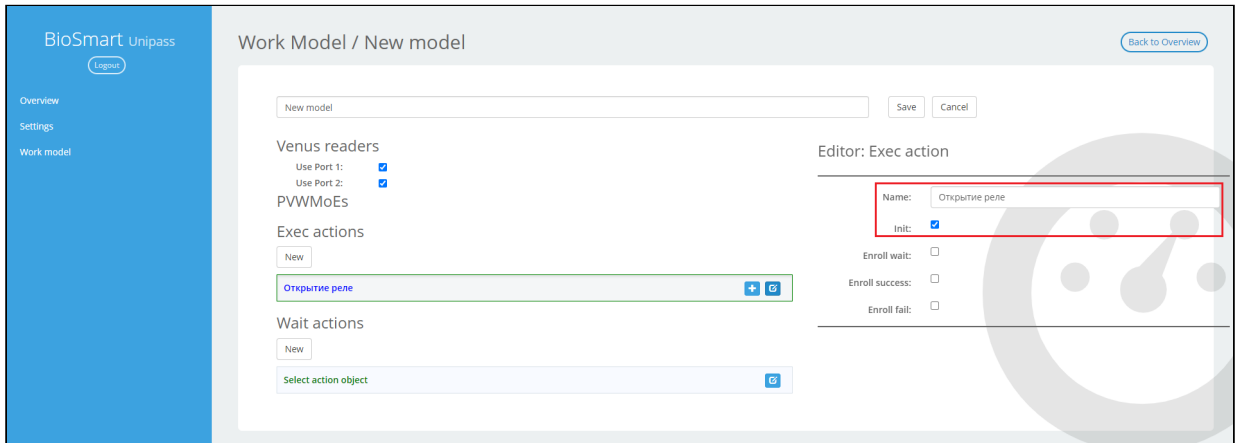 BioSmart Unipass
Logout
Overview
Settings
Work model
Work Model / New model
Back to Overview
New model
Save
Cancel
Venus readers
Use Port 1:
Use Port 2:
PVWMoEs
Exec actions
New
Открытие реле
Wait actions
New
Select action object
Editor: Exec action
Name:
Открытие реле
Init:
Enroll wait:
Enroll success:
Enroll fail: